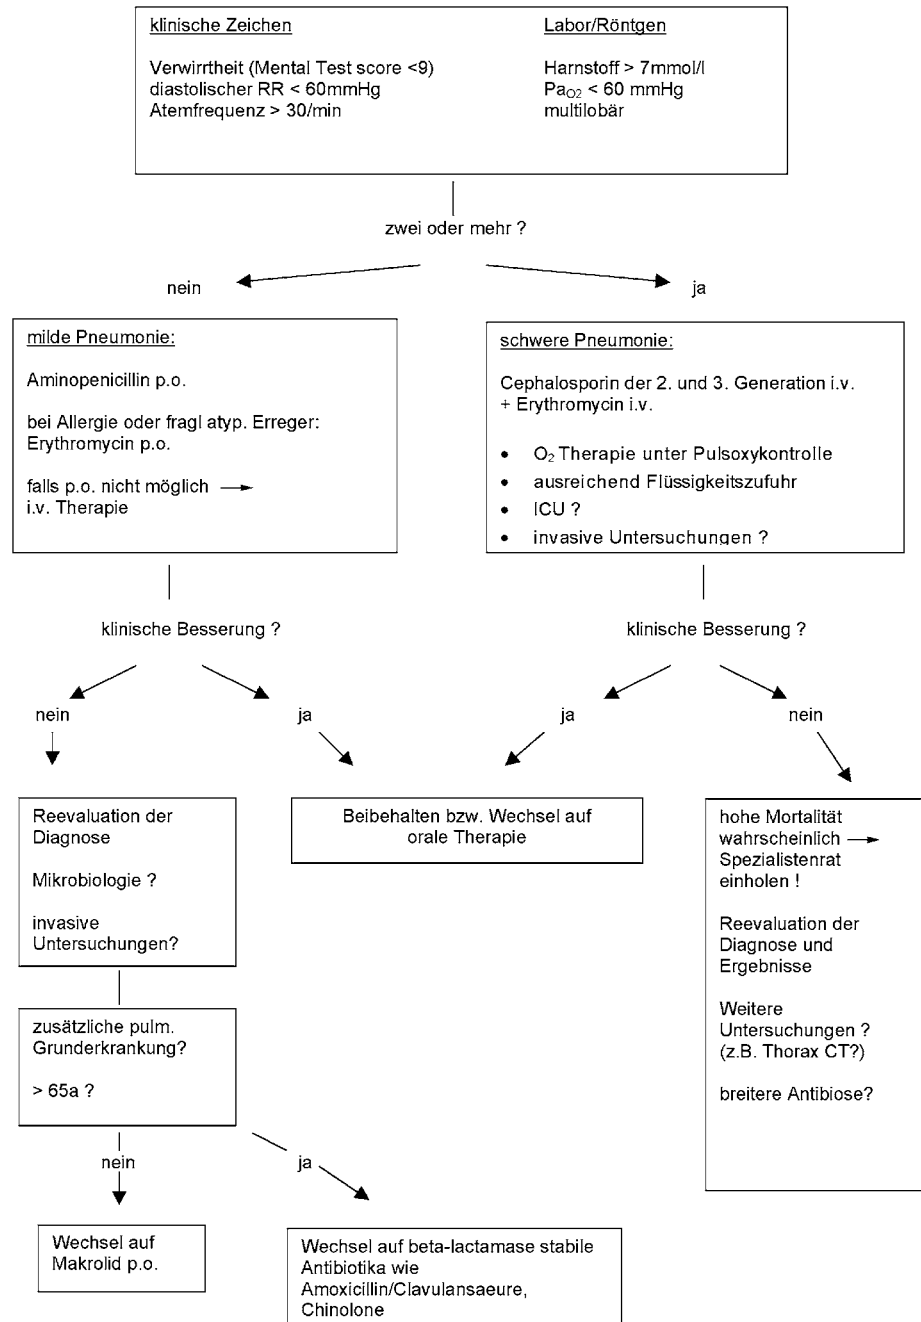 klinische Zeichen
Verwirrtheit (Mental Test score <9)
diastolischer RR < 60mmHg
Atemfrequenz > 30/min
Labor/Röntgen
Harnstoff > 7mmol/l
PaO2 < 60 mmHg
multilobär
zwei oder mehr ?
nein
ja
milde Pneumonie:
Aminopenicillin p.o.
bei Allergie oder fragl atyp. Erreger:
Erythromycin p.o.
falls p.o. nicht möglich →
i.v. Therapie
schwere Pneumonie:
Cephalosporin der 2. und 3. Generation i.v.
+ Erythromycin i.v.
• O2 Therapie unter Pulsoxykontrolle
• ausreichend Flüssigkeitszufuhr
• ICU ?
• invasive Untersuchungen ?
klinische Besserung ?
klinische Besserung ?
nein
ja
ja
nein
Reevaluation der
Diagnose
Mikrobiologie ?
invasive
Untersuchungen?
Beibehalten bzw. Wechsel auf
orale Therapie
hohe Mortalität
wahrscheinlich →
Spezialistenrat
einholen !
Reevaluation der
Diagnose und
Ergebnisse
Weitere
Untersuchungen ?
(z.B. Thorax CT?)
breitere Antibiose?
zusätzliche pulm.
Grunderkrankung?
> 65a ?
nein
ja
Wechsel auf
Makrolid p.o.
Wechsel auf beta-lactamase stabile
Antibiotika wie
Amoxicillin/Clavulansaeure,
Chinolone